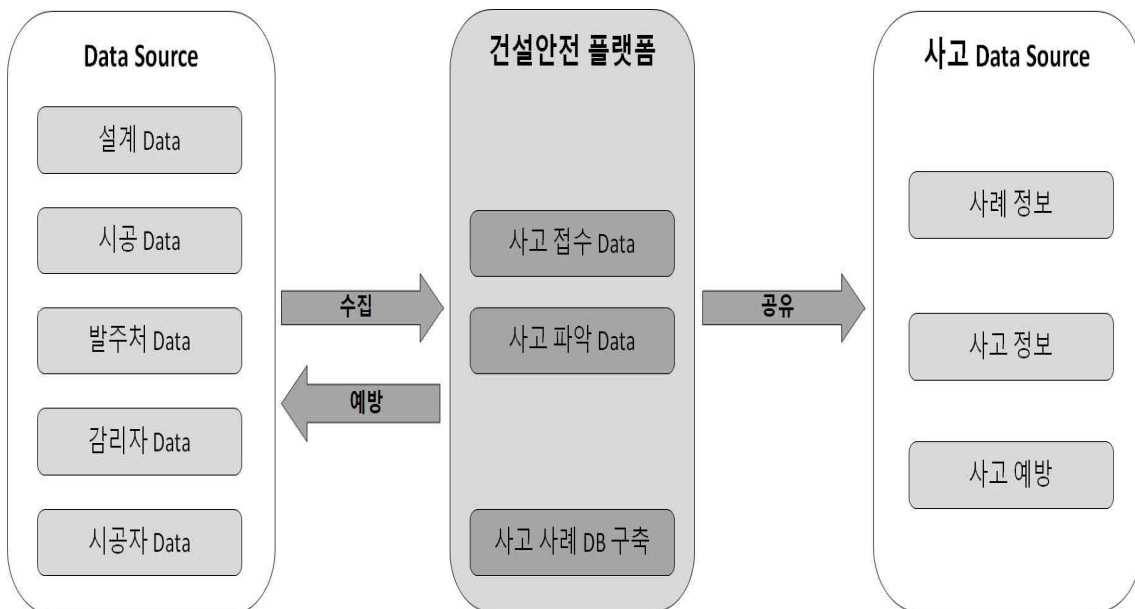 Data Source
설계 Data
시공 Data
발주처 Data
감리자 Data
시공자 Data
수집
예방
건설안전 플랫폼
사고 접수 Data
사고 파악 Data
사고 사례 DB 구축
공유
사고 Data Source
사례 정보
사고 정보
사고 예방